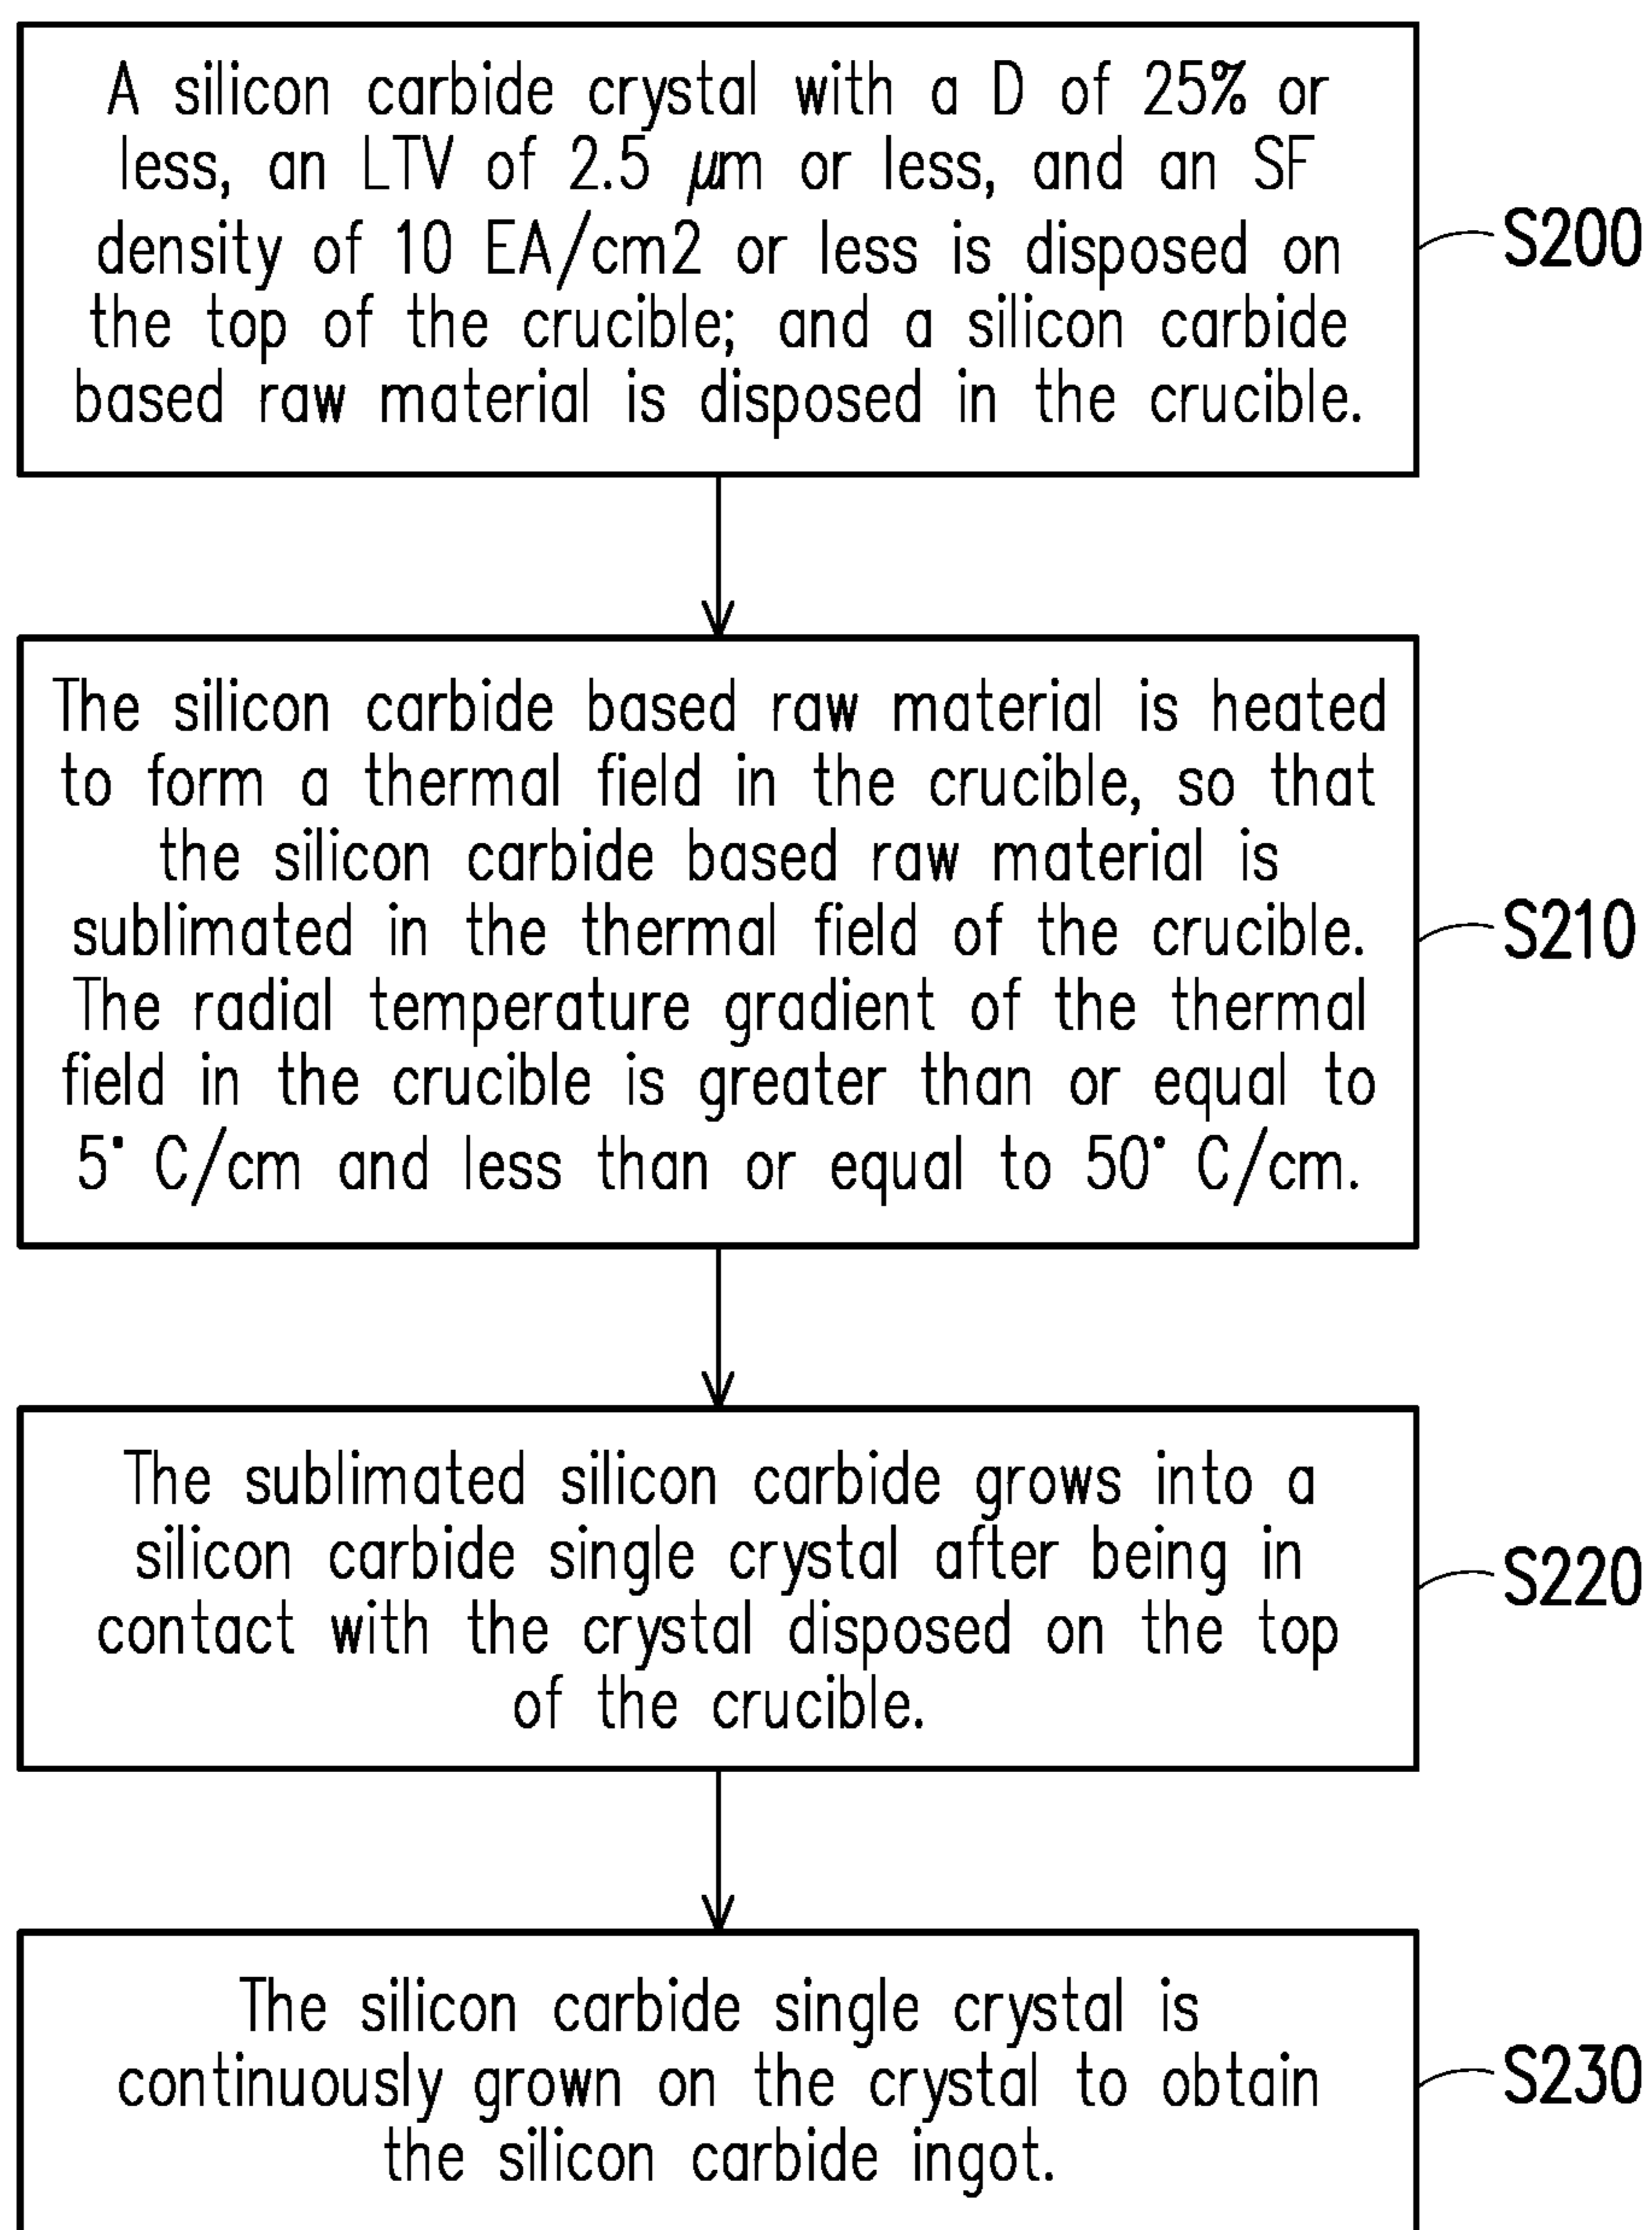 A silicon carbide crystal with a D of 25% or
less, an LTV of 2.5 μm or less, and an SF
density of 10 EA/cm2 or less is disposed on
the top of the crucible; and a silicon carbide
based raw material is disposed in the crucible.
S200
The silicon carbide based raw material is heated
to form a thermal field in the crucible, so that
the silicon carbide based raw material is
sublimated in the thermal field of the crucible.
The radial temperature gradient of the thermal
field in the crucible is greater than or equal to
5° C/cm and less than or equal to 50° C/cm.
S210
The sublimated silicon carbide grows into a
silicon carbide single crystal after being in
contact with the crystal disposed on the top
of the crucible.
S220
The silicon carbide single crystal is
continuously grown on the crystal to obtain
the silicon carbide ingot.
S230